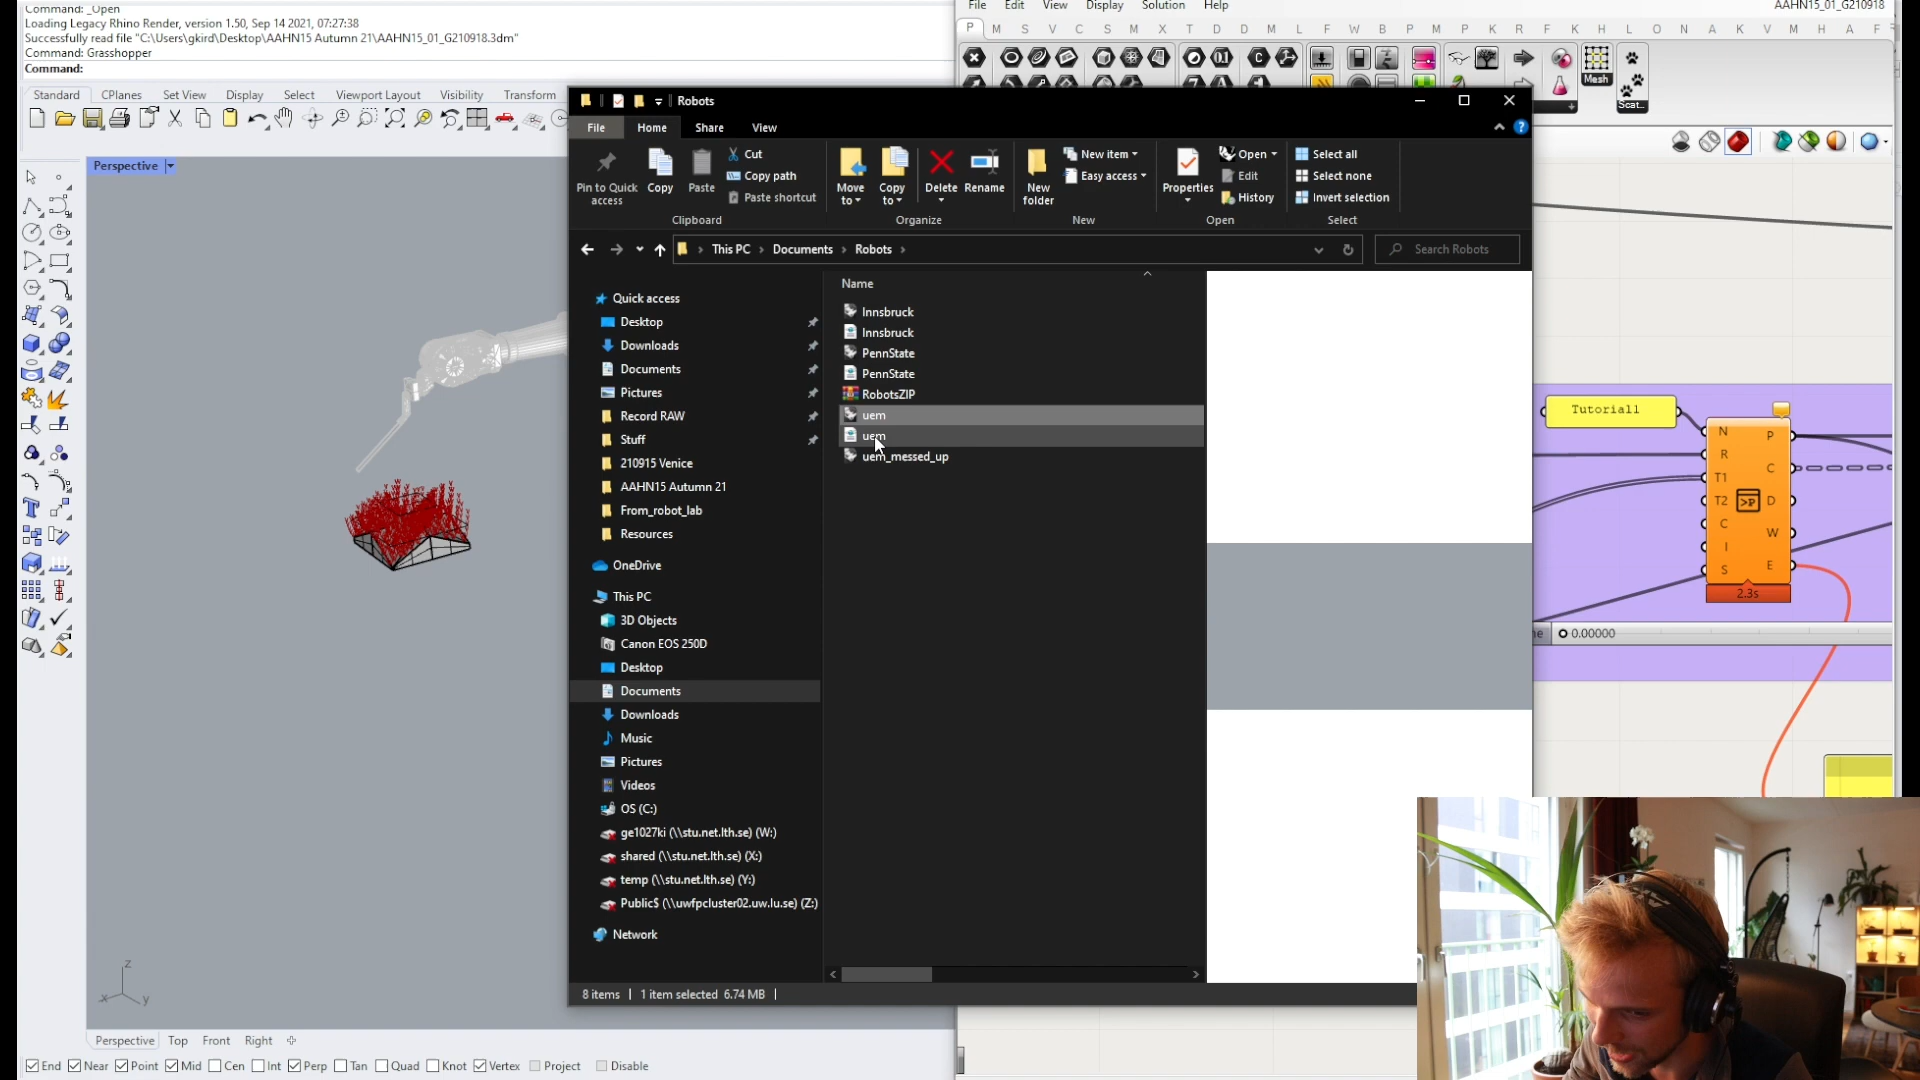 Command: _Open
Loading Legacy Rhino Render, version 1.50, Sep 14 2021, 07:27:38
Successfully read file "C:\Users\gkird\Desktop\AAHN15 Autumn 21\AAHN15_01_G210918.3dm"
Command: Grasshopper
Command:
Standard CPlanes Set View Display Select Viewport Layout Visibility Transform
Perspective
File Edit View Display Solution Help
AAHN15_01_G210918
P M S V C S M X T D D M L F W B P M P K R F K H L O N A K V M H A F
Mesh
Scat..
Robots
File Home Share View
Pin to Quick access
Copy
Paste
Cut
Copy path
Paste shortcut
Clipboard
Move to
Copy to
Delete
Rename
Organize
New folder
New item
Easy access
New
Properties
Open
Edit
History
Open
Select all
Select none
Invert selection
Select
This PC Documents Robots
Search Robots
Name
Innsbruck
Innsbruck
PennState
PennState
RobotsZIP
uem
uem
uem_messed_up
Quick access
Desktop
Downloads
Documents
Pictures
Record RAW
Stuff
210915 Venice
AAHN15 Autumn 21
From_robot_lab
Resources
OneDrive
This PC
3D Objects
Canon EOS 250D
Desktop
Documents
Downloads
Music
Pictures
Videos
OS (C:)
ge1027ki (\\stu.net.lth.se) (W:)
shared (\\stu.net.lth.se) (X:)
temp (\\stu.net.lth.se) (Y:)
Public$ (\\uwfpcluster02.uw.lu.se) (Z:)
Network
8 items 1 item selected 6.74 MB
Tutorial1
N P
R
T1 C
T2 >P D
C
I W
S E
2.3s
0.00000
z
x y
Perspective Top Front Right
End Near Point Mid Cen Int Perp Tan Quad Knot Vertex Project Disable